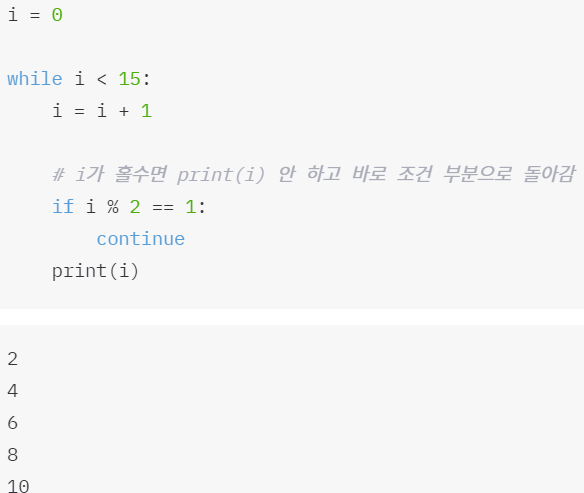 i = 0
while i < 15:
    i = i + 1
    # i가 홀수면 print(i) 안 하고 바로 조건 부분으로 돌아감
    if i % 2 == 1:
        continue
    print(i)
2
4
6
8
10